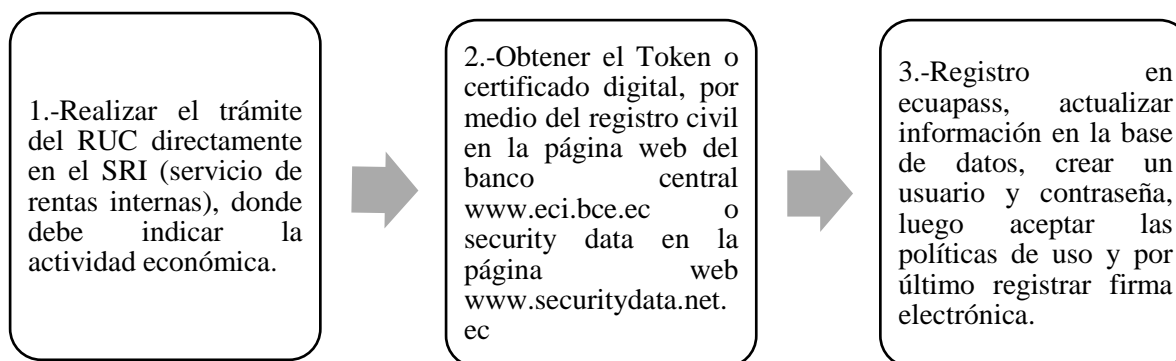 1.-Realizar el trámite
del RUC directamente
en el SRI (servicio de
rentas internas), donde
debe indicar la
actividad económica.
2.-Obtener el Token o
certificado digital, por
medio del registro civil
en la página web del
banco central
www.eci.bce.ec o
security data en la
página web
www.securitydata.net.
ec
3.-Registro en
ecuapass, actualizar
información en la base
de datos, crear un
usuario y contraseña,
luego aceptar las
políticas de uso y por
último registrar firma
electrónica.